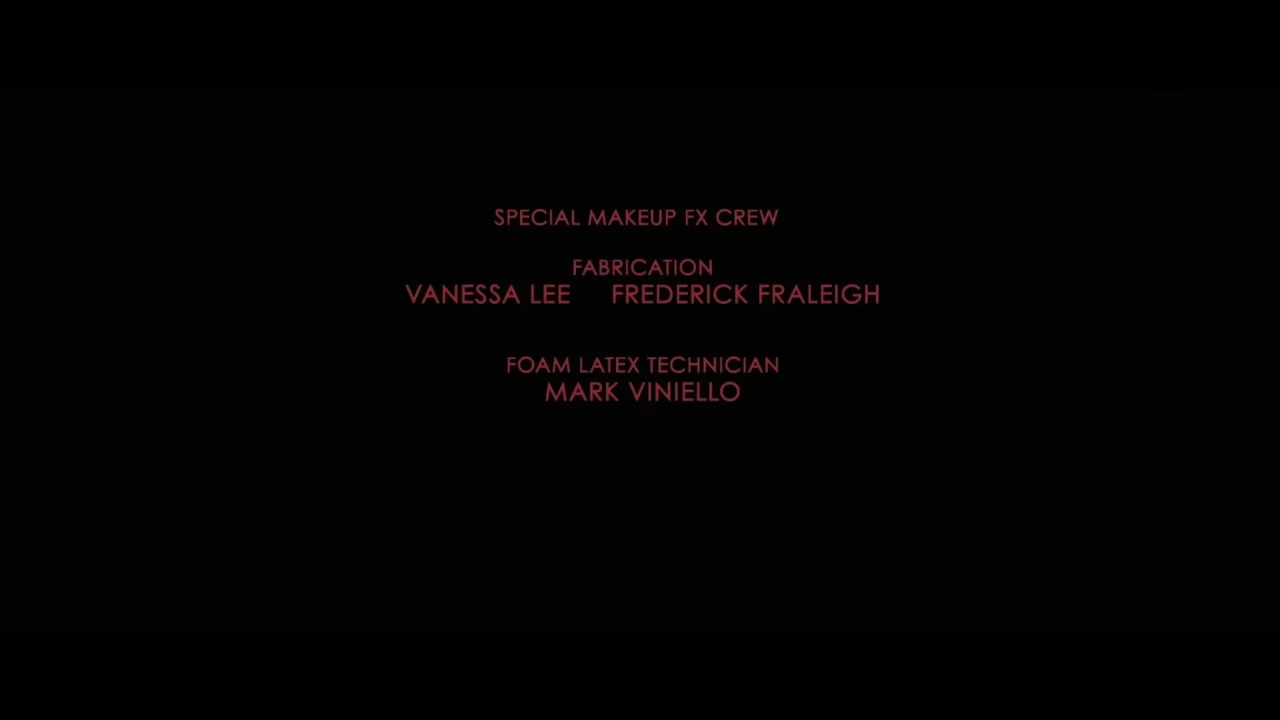 SPECIAL MAKEUP FX CREW
FABRICATION
VANESSA LEE FREDERICK FRALEIGH
FOAM LATEX TECHNICIAN
MARK VINIELLO